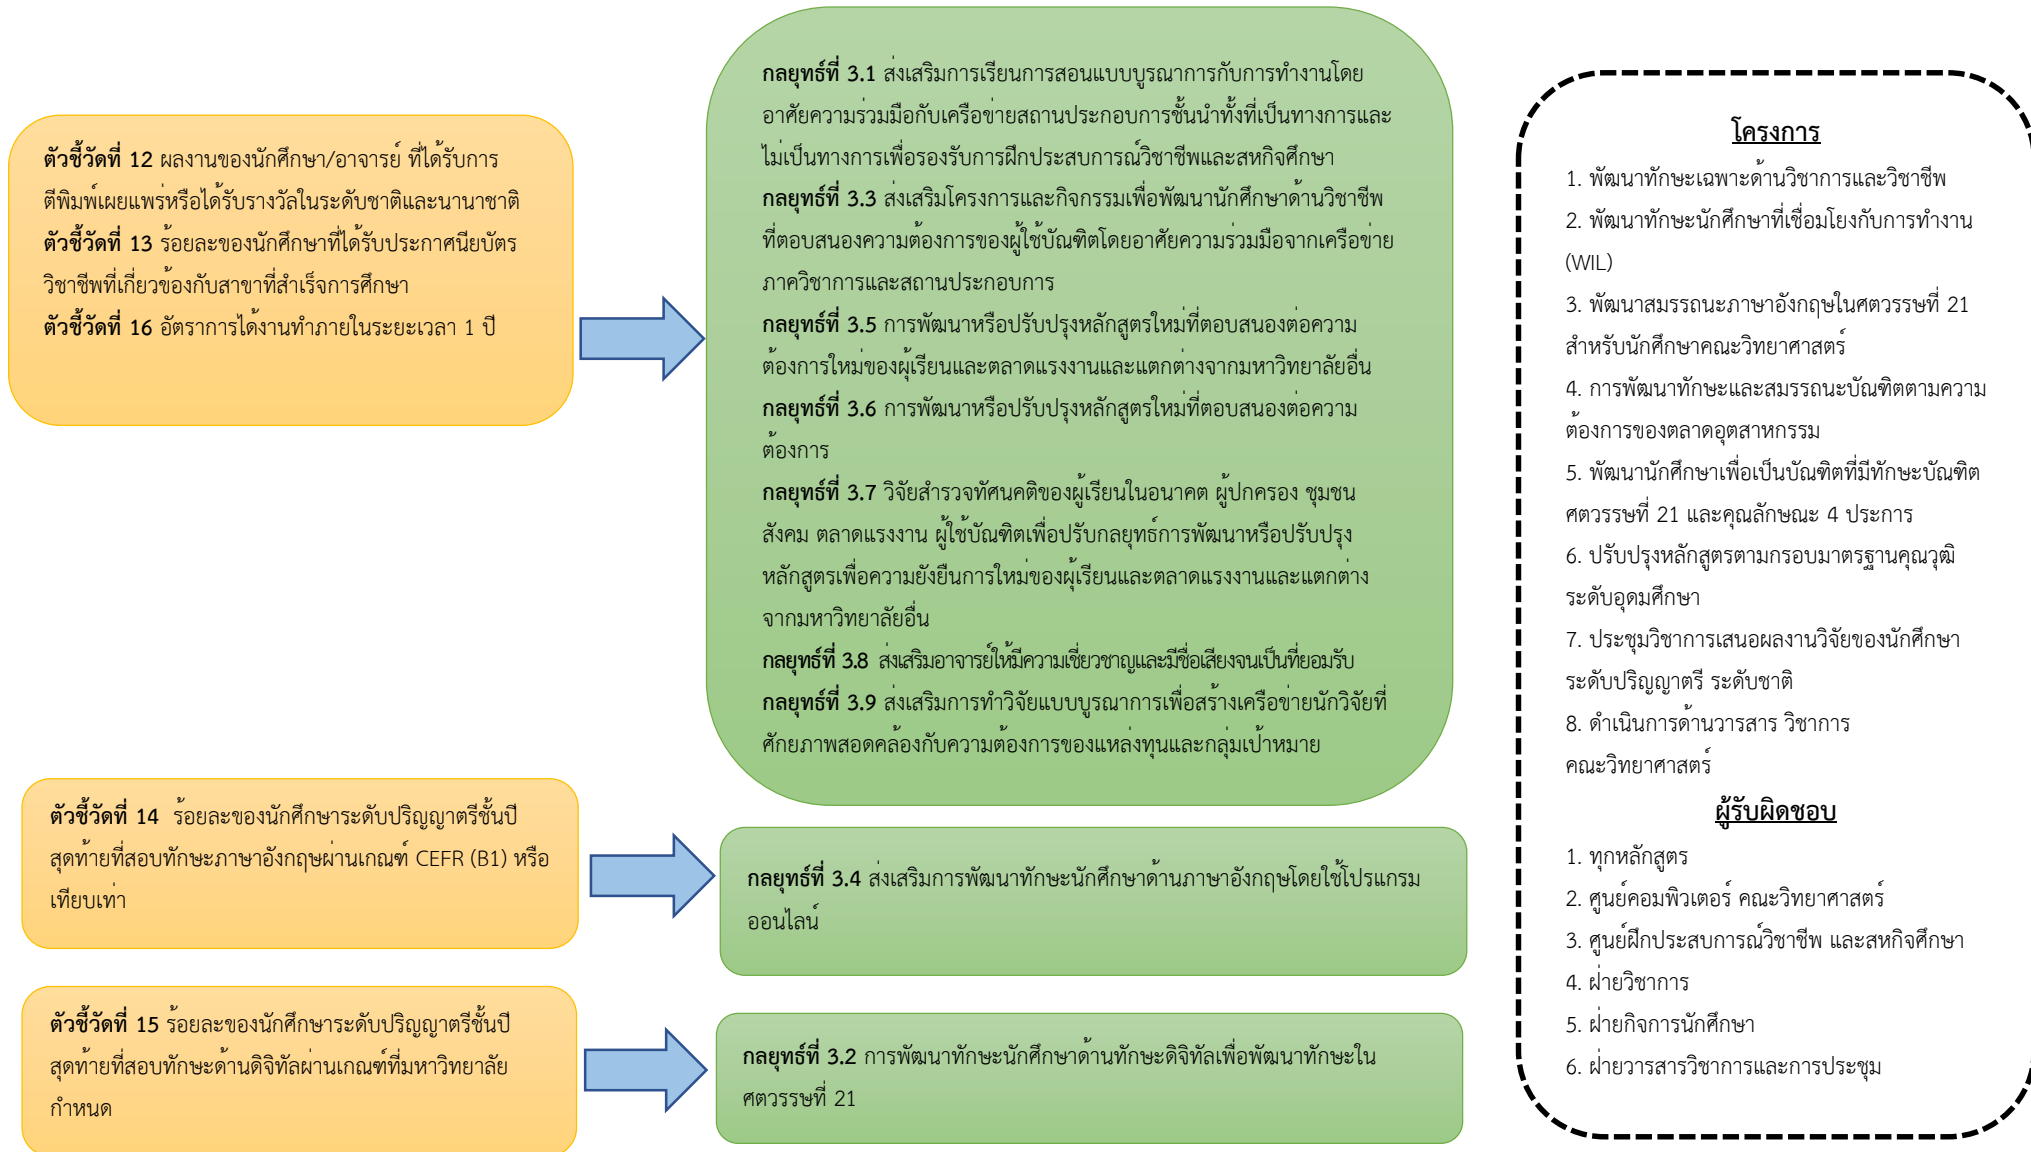 ตัวชี้วัดที่ 12 ผลงานของนักศึกษา/อาจารย์ ที่ได้รับการ
ตีพิมพ์เผยแพร่หรือได้รับรางวัลในระดับชาติและนานาชาติ
ตัวชี้วัดที่ 13 ร้อยละของนักศึกษาที่ได้รับประกาศนียบัตร
วิชาชีพที่เกี่ยวข้องกับสาขาที่สำเร็จการศึกษา
ตัวชี้วัดที่ 16 อัตราการได้งานทำภายในระยะเวลา 1 ปี
กลยุทธ์ที่ 3.1 ส่งเสริมการเรียนการสอนแบบบูรณาการกับการทำงานโดย
อาศัยความร่วมมือกับเครือข่ายสถานประกอบการชั้นนำทั้งที่เป็นทางการและ
ไม่เป็นทางการเพื่อรองรับการฝึกประสบการณ์วิชาชีพและสหกิจศึกษา
กลยุทธ์ที่ 3.3 ส่งเสริมโครงการและกิจกรรมเพื่อพัฒนานักศึกษาด้านวิชาชีพ
ที่ตอบสนองความต้องการของผู้ใช้บัณฑิตโดยอาศัยความร่วมมือจากเครือข่าย
ภาควิชาการและสถานประกอบการ
กลยุทธ์ที่ 3.5 การพัฒนาหรือปรับปรุงหลักสูตรใหม่ที่ตอบสนองต่อความ
ต้องการใหม่ของผู้เรียนและตลาดแรงงานและแตกต่างจากมหาวิทยาลัยอื่น
กลยุทธ์ที่ 3.6 การพัฒนาหรือปรับปรุงหลักสูตรใหม่ที่ตอบสนองต่อความ
ต้องการ
กลยุทธ์ที่ 3.7 วิจัยสำรวจทัศนคติของผู้เรียนในอนาคต ผู้ปกครอง ชุมชน
สังคม ตลาดแรงงาน ผู้ใช้บัณฑิตเพื่อปรับกลยุทธ์การพัฒนาหรือปรับปรุง
หลักสูตรเพื่อความยังยืนการใหม่ของผู้เรียนและตลาดแรงงานและแตกต่าง
จากมหาวิทยาลัยอื่น
กลยุทธ์ที่ 3.8 ส่งเสริมอาจารย์ให้มีความเชี่ยวชาญและมีชื่อเสียงจนเป็นที่ยอมรับ
กลยุทธ์ที่ 3.9 ส่งเสริมการทำวิจัยแบบบูรณาการเพื่อสร้างเครือข่ายนักวิจัยที่
ศักยภาพสอดคล้องกับความต้องการของแหล่งทุนและกลุ่มเป้าหมาย
ตัวชี้วัดที่ 14 ร้อยละของนักศึกษาระดับปริญญาตรีชั้นปี
สุดท้ายที่สอบทักษะภาษาอังกฤษผ่านเกณฑ์ CEFR (B1) หรือ
เทียบเท่า
กลยุทธ์ที่ 3.4 ส่งเสริมการพัฒนาทักษะนักศึกษาด้านภาษาอังกฤษโดยใช้โปรแกรม
ออนไลน์
ตัวชี้วัดที่ 15 ร้อยละของนักศึกษาระดับปริญญาตรีชั้นปี
สุดท้ายที่สอบทักษะด้านดิจิทัลผ่านเกณฑ์ที่มหาวิทยาลัย
กำหนด
กลยุทธ์ที่ 3.2 การพัฒนาทักษะนักศึกษาด้านทักษะดิจิทัลเพื่อพัฒนาทักษะใน
ศตวรรษที่ 21
โครงการ
1. พัฒนาทักษะเฉพาะด้านวิชาการและวิชาชีพ
2. พัฒนาทักษะนักศึกษาที่เชื่อมโยงกับการทำงาน
(WIL)
3. พัฒนาสมรรถนะภาษาอังกฤษในศตวรรษที่ 21
สำหรับนักศึกษาคณะวิทยาศาสตร์
4. การพัฒนาทักษะและสมรรถนะบัณฑิตตามความ
ต้องการของตลาดอุตสาหกรรม
5. พัฒนานักศึกษาเพื่อเป็นบัณฑิตที่มีทักษะบัณฑิต
ศตวรรษที่ 21 และคุณลักษณะ 4 ประการ
6. ปรับปรุงหลักสูตรตามกรอบมาตรฐานคุณวุฒิ
ระดับอุดมศึกษา
7. ประชุมวิชาการเสนอผลงานวิจัยของนักศึกษา
ระดับปริญญาตรี ระดับชาติ
8. ดำเนินการด้านวารสาร วิชาการ
คณะวิทยาศาสตร์
ผู้รับผิดชอบ
1. ทุกหลักสูตร
2. ศูนย์คอมพิวเตอร์ คณะวิทยาศาสตร์
3. ศูนย์ฝึกประสบการณ์วิชาชีพ และสหกิจศึกษา
4. ฝ่ายวิชาการ
5. ฝ่ายกิจการนักศึกษา
6. ฝ่ายวารสารวิชาการและการประชุม